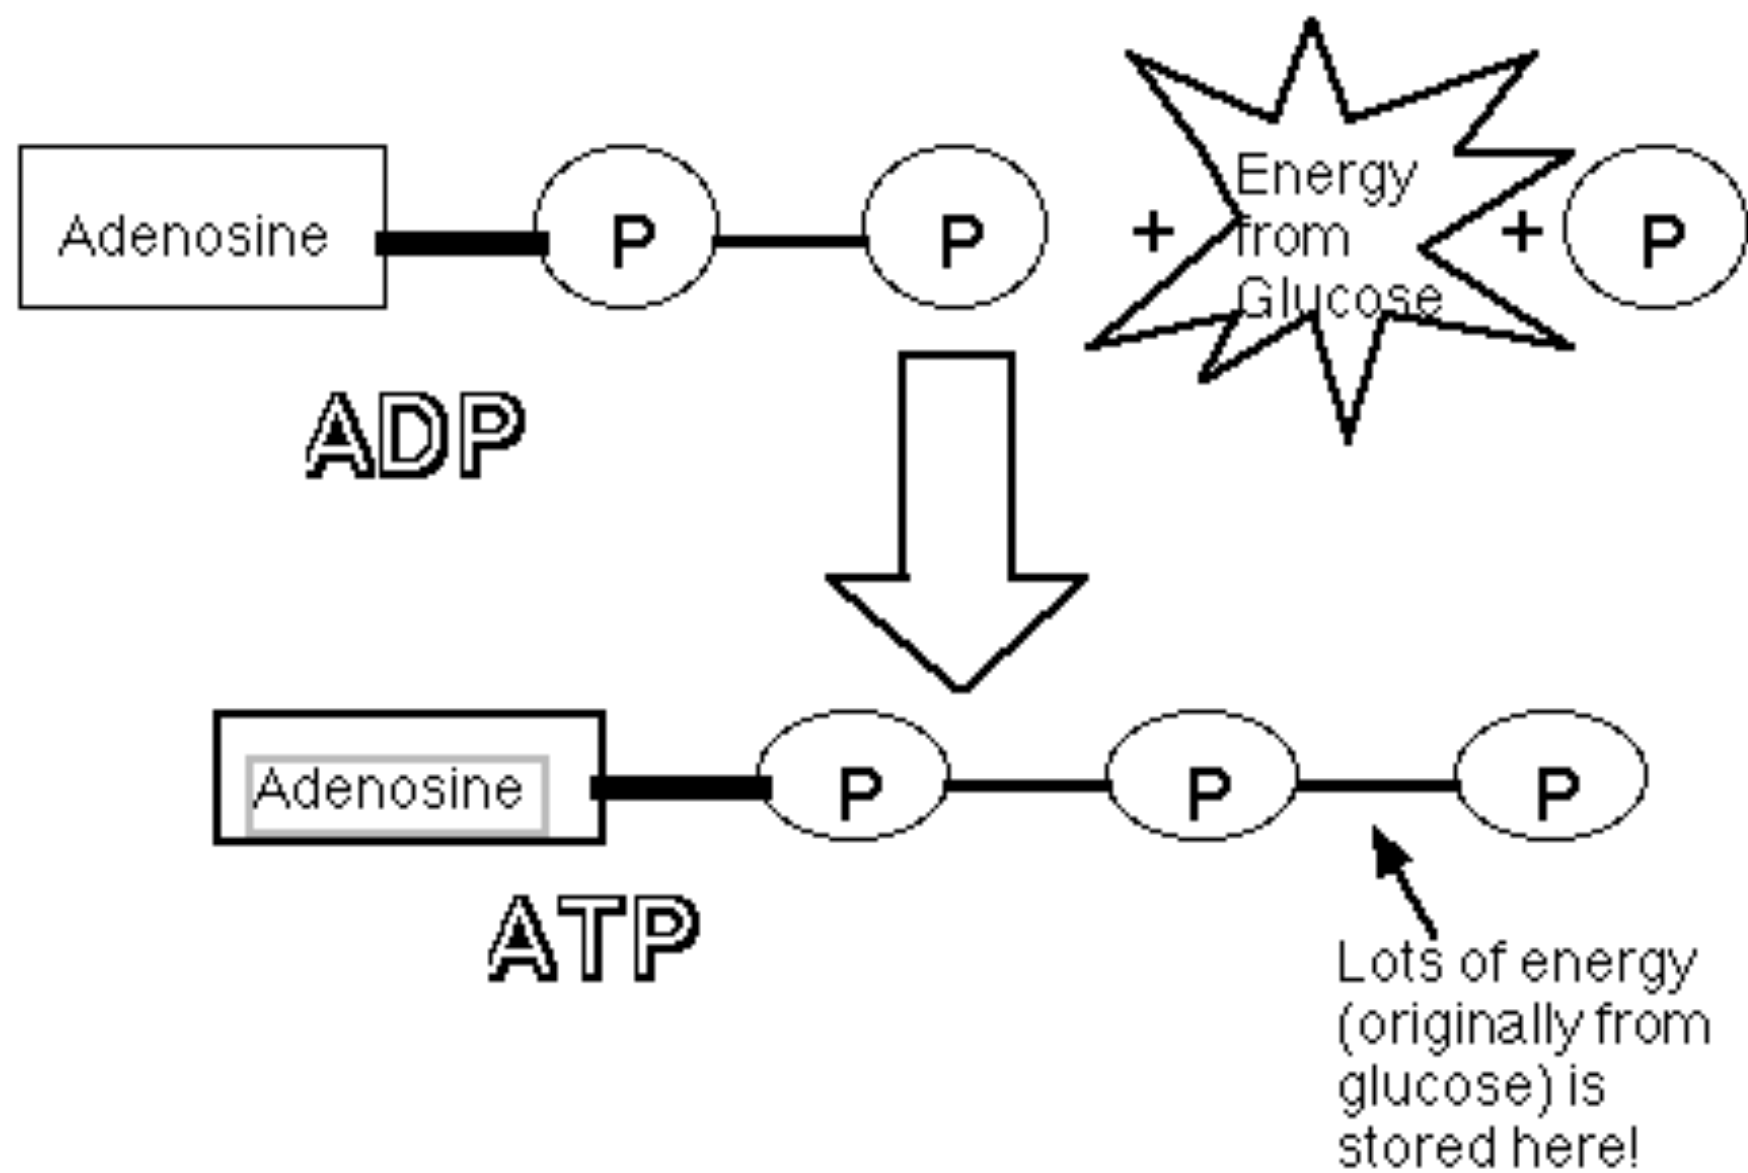 Adenosine P P + Energy from Glucose + P
ADP
Adenosine P P P
ATP
Lots of energy
(originally from
glucose) is
stored here!